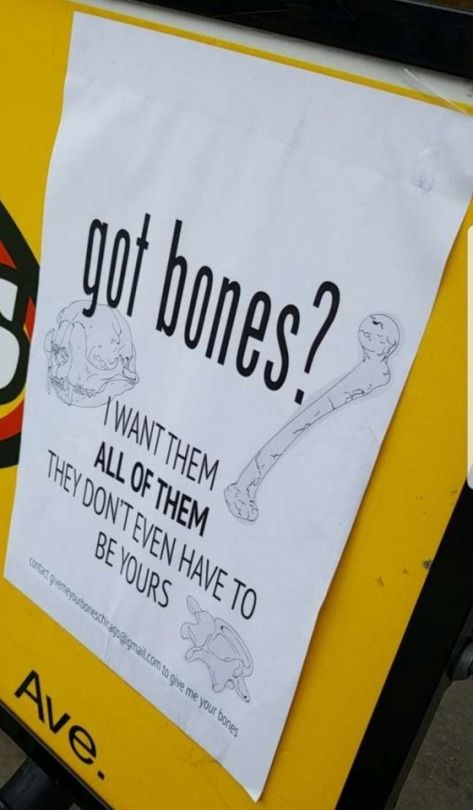 got bones?
I WANT THEM
ALL OF THEM
THEY DON'T EVEN HAVE TO
BE YOURS
contact givemeyourboneschicago@gmail.com to give me your bones
Ave.
S